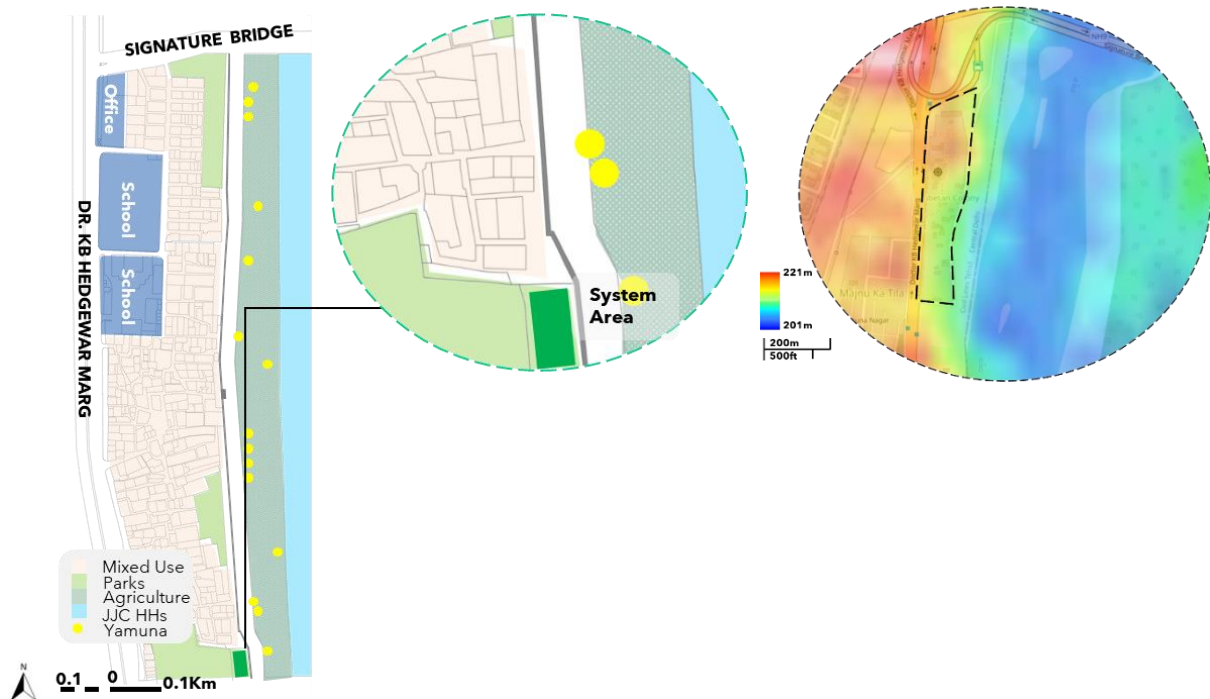 SIGNATURE BRIDGE
Office
School
School
DR. KB HEDGEWAR MARG
Mixed Use
Parks
Agriculture
JJC HHs
Yamuna
N
0.1 0 0.1Km
System
Area
221m
201m
200m
500ft
Majnu Ka-Tila